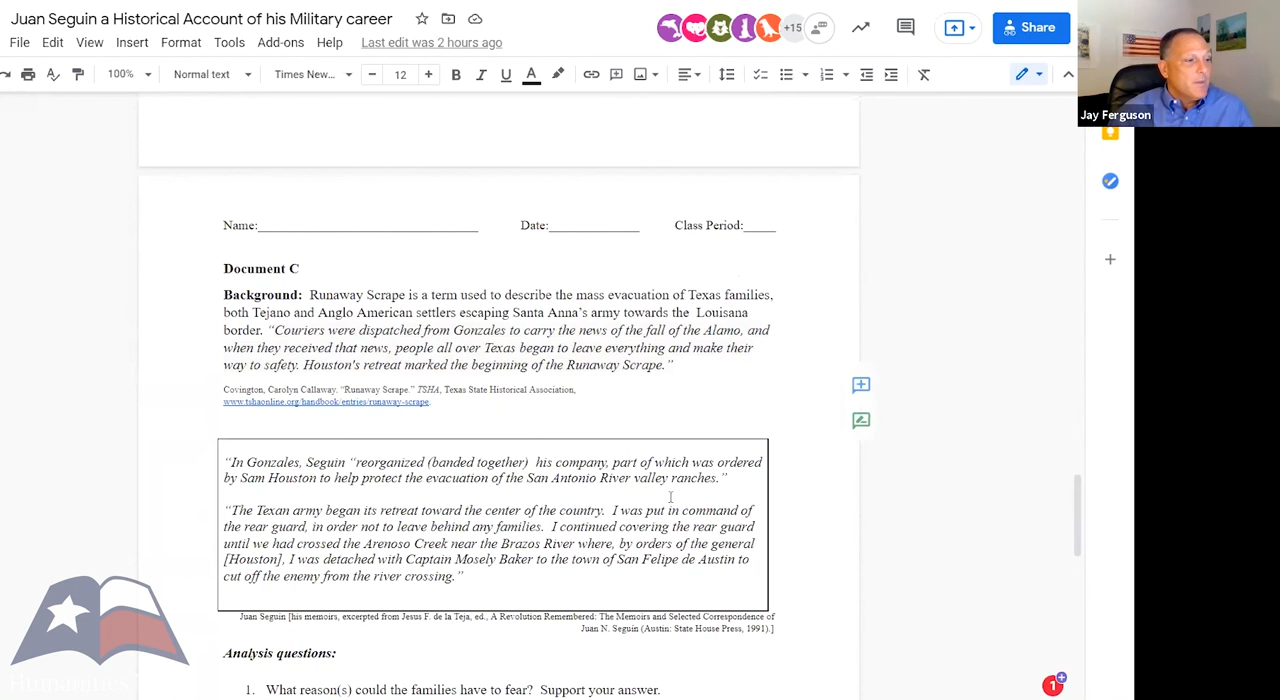 Juan Seguin a Historical Account of his Military career
+15
Share
File Edit View Insert Format Tools Add-ons Help Last edit was 2 hours ago
100% Normal text Times New... − 12 + B I U A
Jay Ferguson
Name: Date: Class Period:
Document C
Background: Runaway Scrape is a term used to describe the mass evacuation of Texas families,
both Tejano and Anglo American settlers escaping Santa Anna's army towards the Louisana
border. “Couriers were dispatched from Gonzales to carry the news of the fall of the Alamo, and
when they received that news, people all over Texas began to leave everything and make their
way to safety. Houston's retreat marked the beginning of the Runaway Scrape.”
Covington, Carolyn Callaway. “Runaway Scrape.” TSHA, Texas State Historical Association,
www.tshaonline.org/handbook/entries/runaway-scrape.
“In Gonzales, Seguin “reorganized (banded together) his company, part of which was ordered
by Sam Houston to help protect the evacuation of the San Antonio River valley ranches.”
“The Texan army began its retreat toward the center of the country. I was put in command of
the rear guard, in order not to leave behind any families. I continued covering the rear guard
until we had crossed the Arenoso Creek near the Brazos River where, by orders of the general
[Houston], I was detached with Captain Mosely Baker to the town of San Felipe de Austin to
cut off the enemy from the river crossing.”
Juan Seguin [his memoirs, excerpted from Jesus F. de la Teja, ed., A Revolution Remembered: The Memoirs and Selected Correspondence of
Juan N. Seguin (Austin: State House Press, 1991).]
Analysis questions:
1. What reason(s) could the families have to fear? Support your answer.
Humanities
1